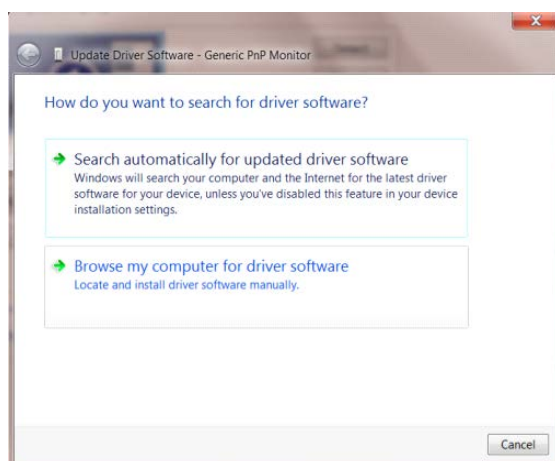 Update Driver Software - Generic PnP Monitor
How do you want to search for driver software?
Search automatically for updated driver software
Windows will search your computer and the Internet for the latest driver
software for your device, unless you've disabled this feature in your device
installation settings.
Browse my computer for driver software
Locate and install driver software manually.
Cancel